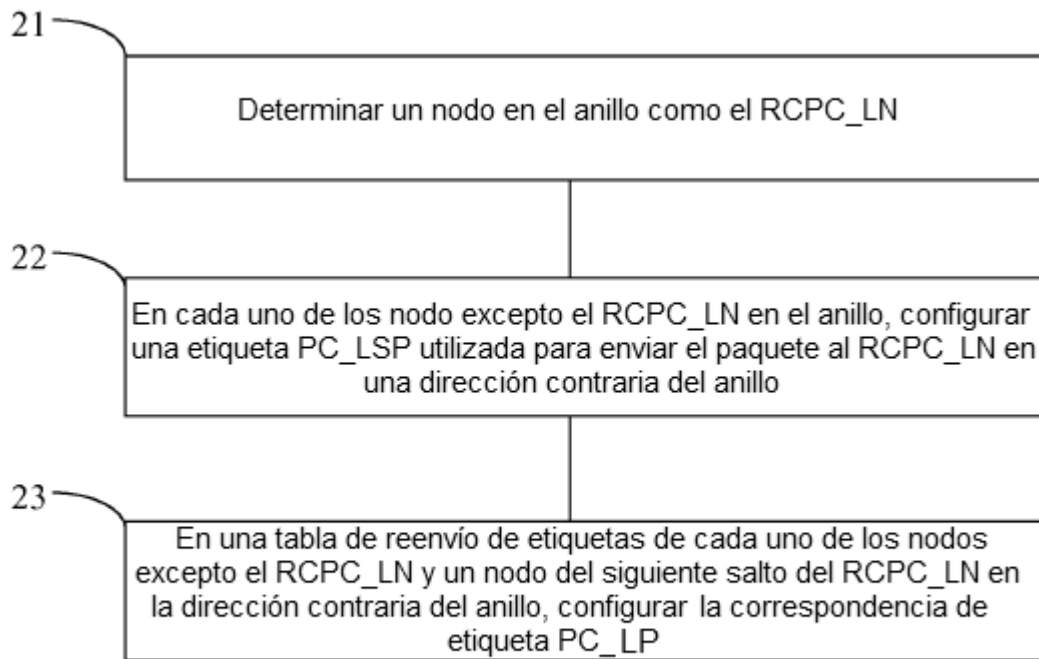 21
Determinar un nodo en el anillo como el RCPC_LN
22
En cada uno de los nodo excepto el RCPC_LN en el anillo, configurar
una etiqueta PC_LSP utilizada para enviar el paquete al RCPC_LN en
una dirección contraria del anillo
23
En una tabla de reenvío de etiquetas de cada uno de los nodos
excepto el RCPC_LN y un nodo del siguiente salto del RCPC_LN en
la dirección contraria del anillo, configurar la correspondencia de
etiqueta PC_LP